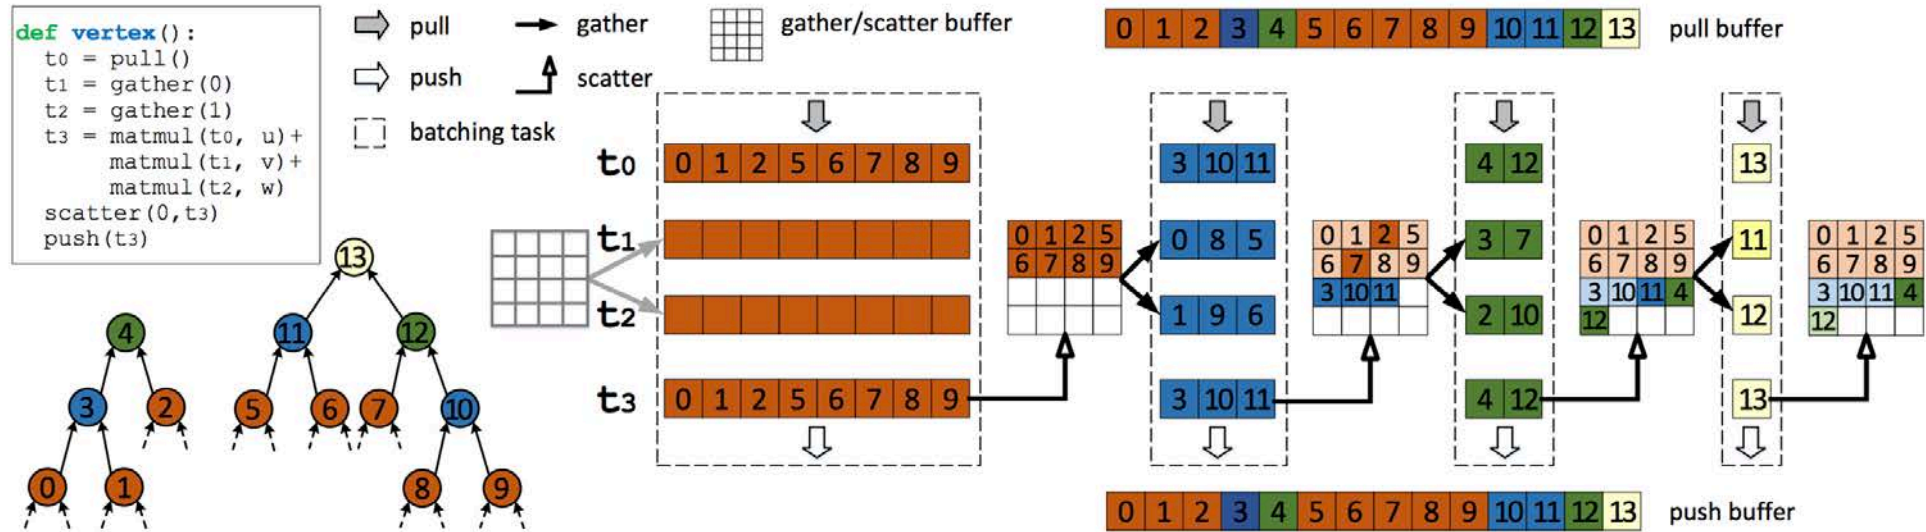 def vertex():
t0 = pull()
t1 = gather(0)
t2 = gather(1)
t3 = matmul(t0, u)+
matmul(t1, v)+
matmul(t2, w)
scatter(0,t3)
push(t3)
pull
push
batching task
gather
scatter
gather/scatter buffer
0 1 2 3 4 5 6 7 8 9 10 11 12 13 pull buffer
13
4 11 12
3 2 5 6 7 10
0 1 8 9
t0 0 1 2 5 6 7 8 9
t1
t2
t3 0 1 2 5 6 7 8 9
0 1 2 5
6 7 8 9
3 10 11
0 8 5
1 9 6
3 10 11
0 1 2 5
6 7 8 9
3 10 11
4 12
3 7
2 10
4 12
0 1 2 5
6 7 8 9
3 10 11 4
12
13
11
12
13
0 1 2 5
6 7 8 9
3 10 11 4
12
0 1 2 3 4 5 6 7 8 9 10 11 12 13 push buffer